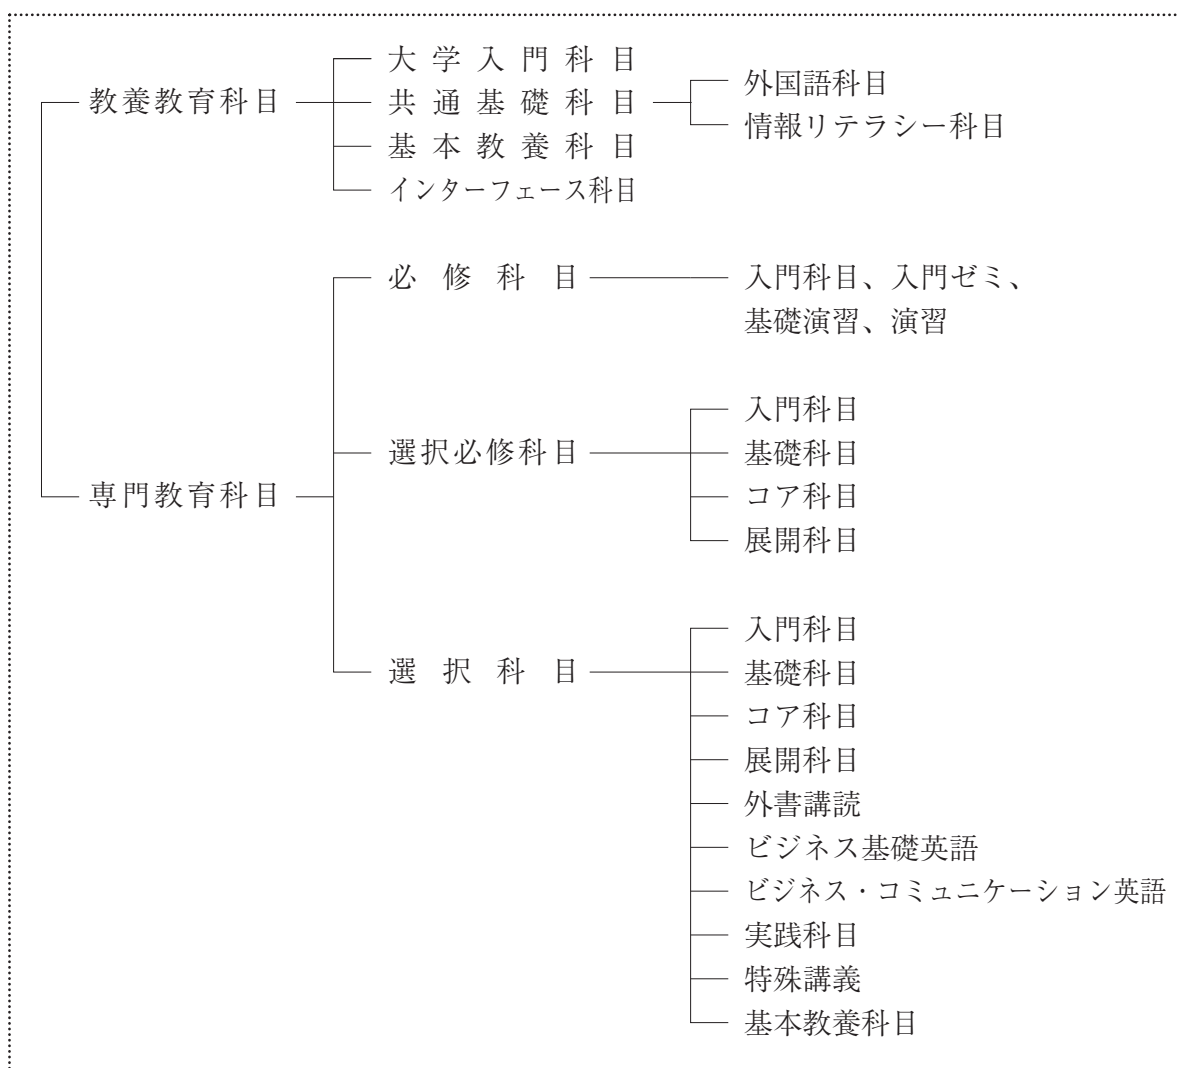 教養教育科目
大学入門科目
共通基礎科目
外国語科目
情報リテラシー科目
基本教養科目
インターフェース科目
専門教育科目
必修科目
入門科目、入門ゼミ、
基礎演習、演習
選択必修科目
入門科目
基礎科目
コア科目
展開科目
選択科目
入門科目
基礎科目
コア科目
展開科目
外書講読
ビジネス基礎英語
ビジネス・コミュニケーション英語
実践科目
特殊講義
基本教養科目